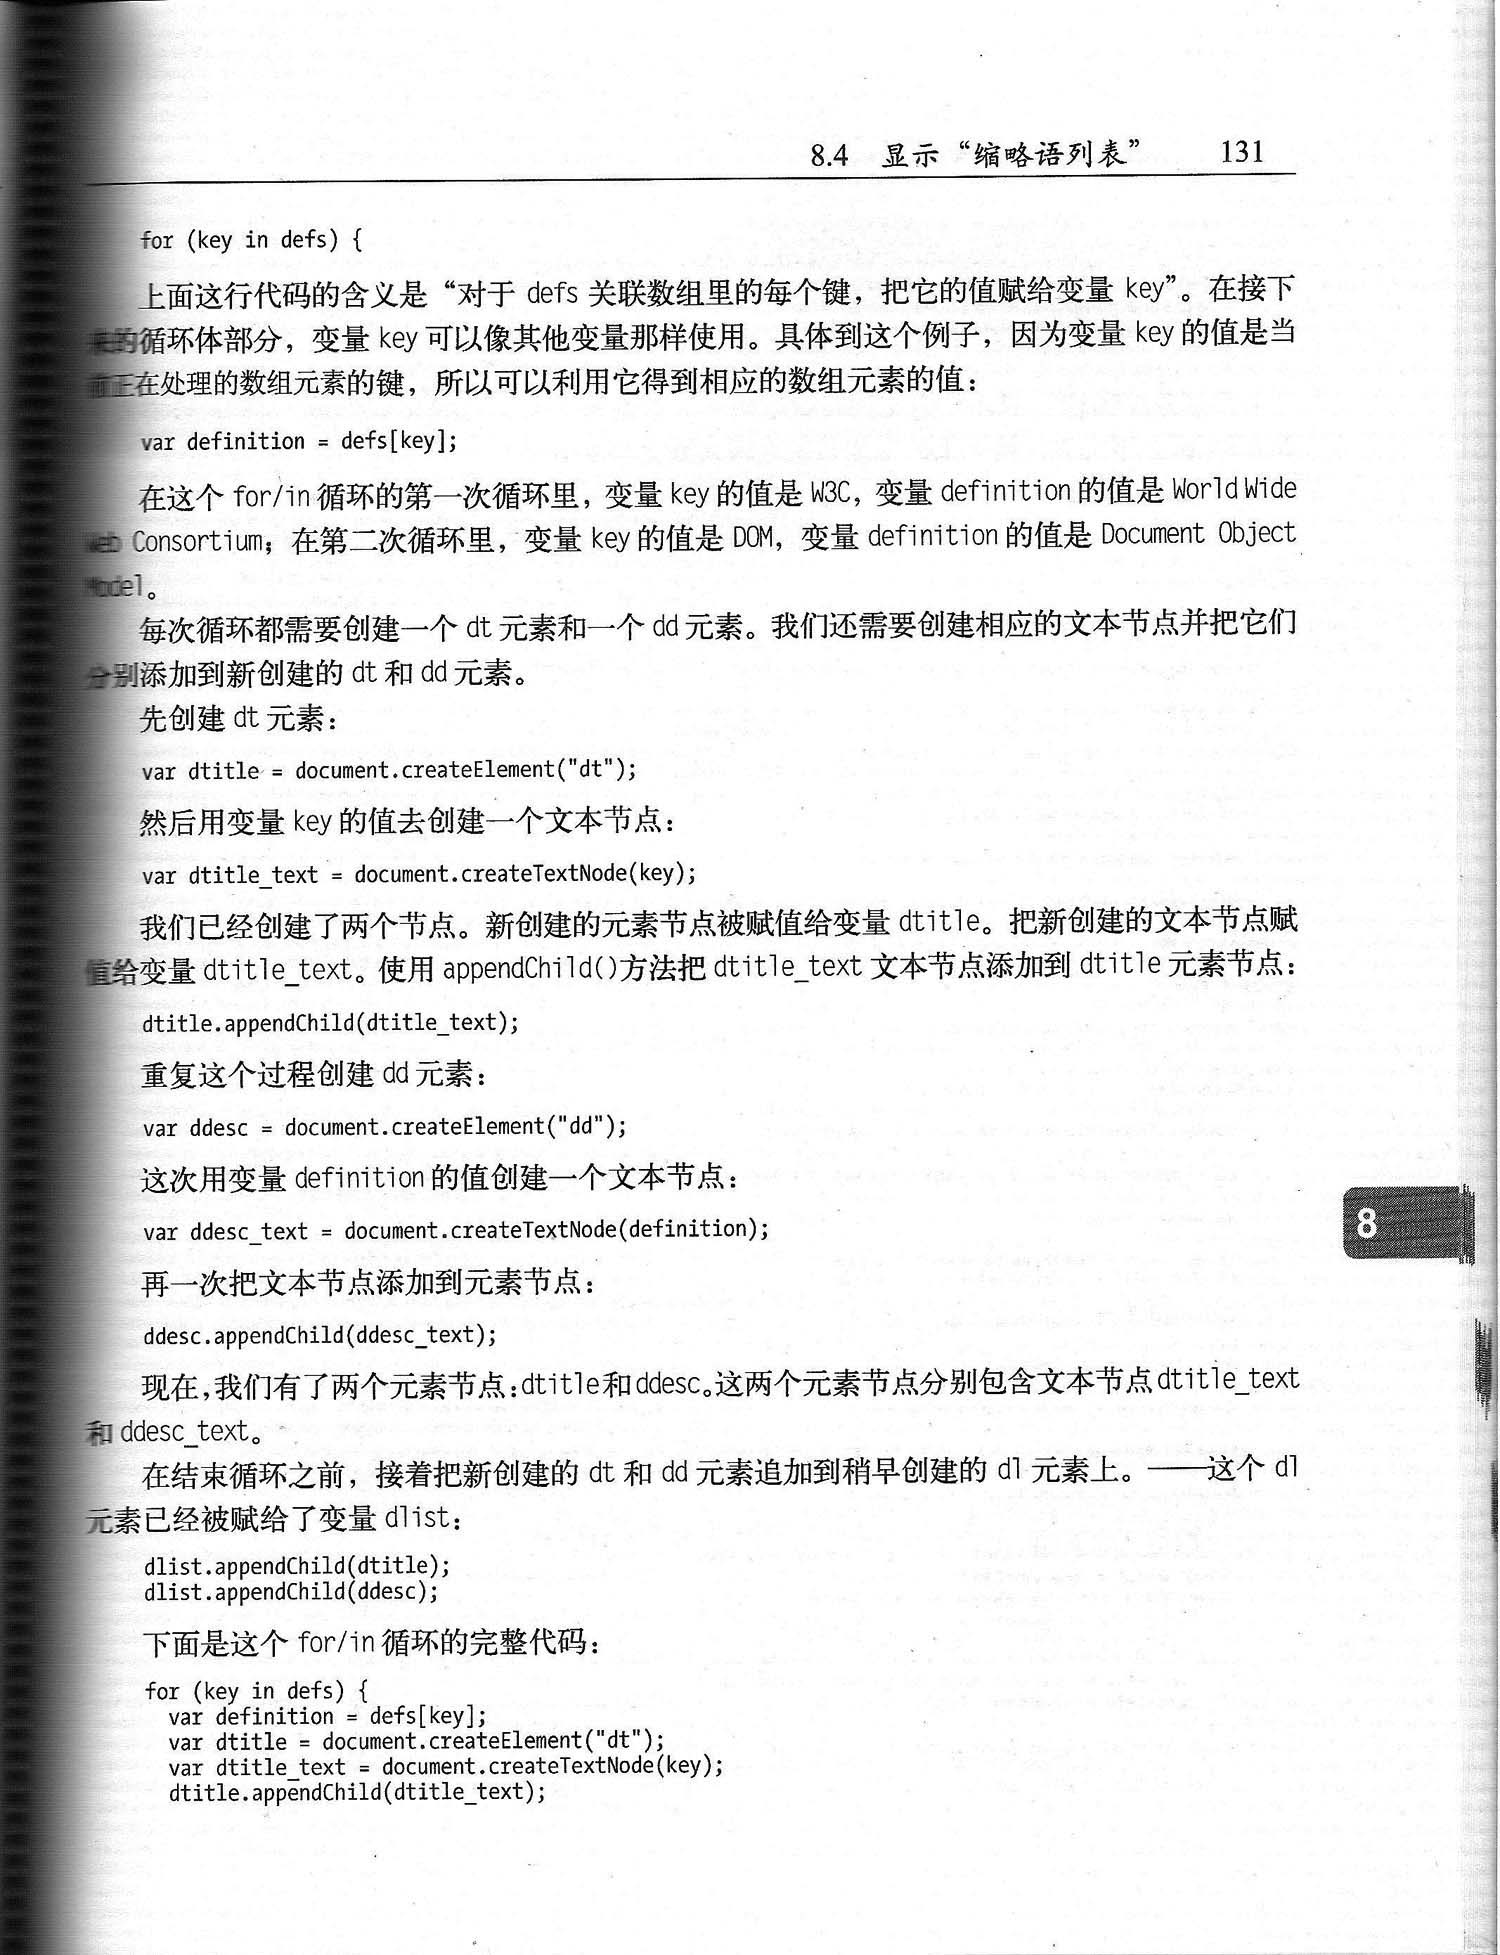 8.4 显示“缩略语列表” 131
for (key in defs) {
上面这行代码的含义是“对于 defs 关联数组里的每个键，把它的值赋给变量 key”。在接下
来的循环体部分，变量 key 可以像其他变量那样使用。具体到这个例子，因为变量 key 的值是当
前正在处理的数组元素的键，所以可以利用它得到相应的数组元素的值：
var definition = defs[key];
在这个 for/in 循环的第一次循环里，变量 key 的值是 W3C，变量 definition 的值是 World Wide
Web Consortium；在第二次循环里，变量 key 的值是 DOM，变量 definition 的值是 Document Object
Model。
每次循环都需要创建一个 dt 元素和一个 dd 元素。我们还需要创建相应的文本节点并把它们
分别添加到新创建的 dt 和 dd 元素。
先创建 dt 元素：
var dtitle = document.createElement("dt");
然后用变量 key 的值去创建一个文本节点：
var dtitle_text = document.createTextNode(key);
我们已经创建了两个节点。新创建的元素节点被赋值给变量 dtitle。把新创建的文本节点赋
值给变量 dtitle_text。使用 appendChild()方法把 dtitle_text 文本节点添加到 dtitle 元素节点：
dtitle.appendChild(dtitle_text);
重复这个过程创建 dd 元素：
var ddesc = document.createElement("dd");
这次用变量 definition 的值创建一个文本节点：
var ddesc_text = document.createTextNode(definition);
8
再一次把文本节点添加到元素节点：
ddesc.appendChild(ddesc_text);
现在，我们有了两个元素节点：dtitle和ddesc。这两个元素节点分别包含文本节点dtitle_text
和 ddesc_text。
在结束循环之前，接着把新创建的 dt 和 dd 元素追加到稍早创建的 dl 元素上。——这个 dl
元素已经被赋给了变量 dlist：
dlist.appendChild(dtitle);
dlist.appendChild(ddesc);
下面是这个 for/in 循环的完整代码：
for (key in defs) {
  var definition = defs[key];
  var dtitle = document.createElement("dt");
  var dtitle_text = document.createTextNode(key);
  dtitle.appendChild(dtitle_text);